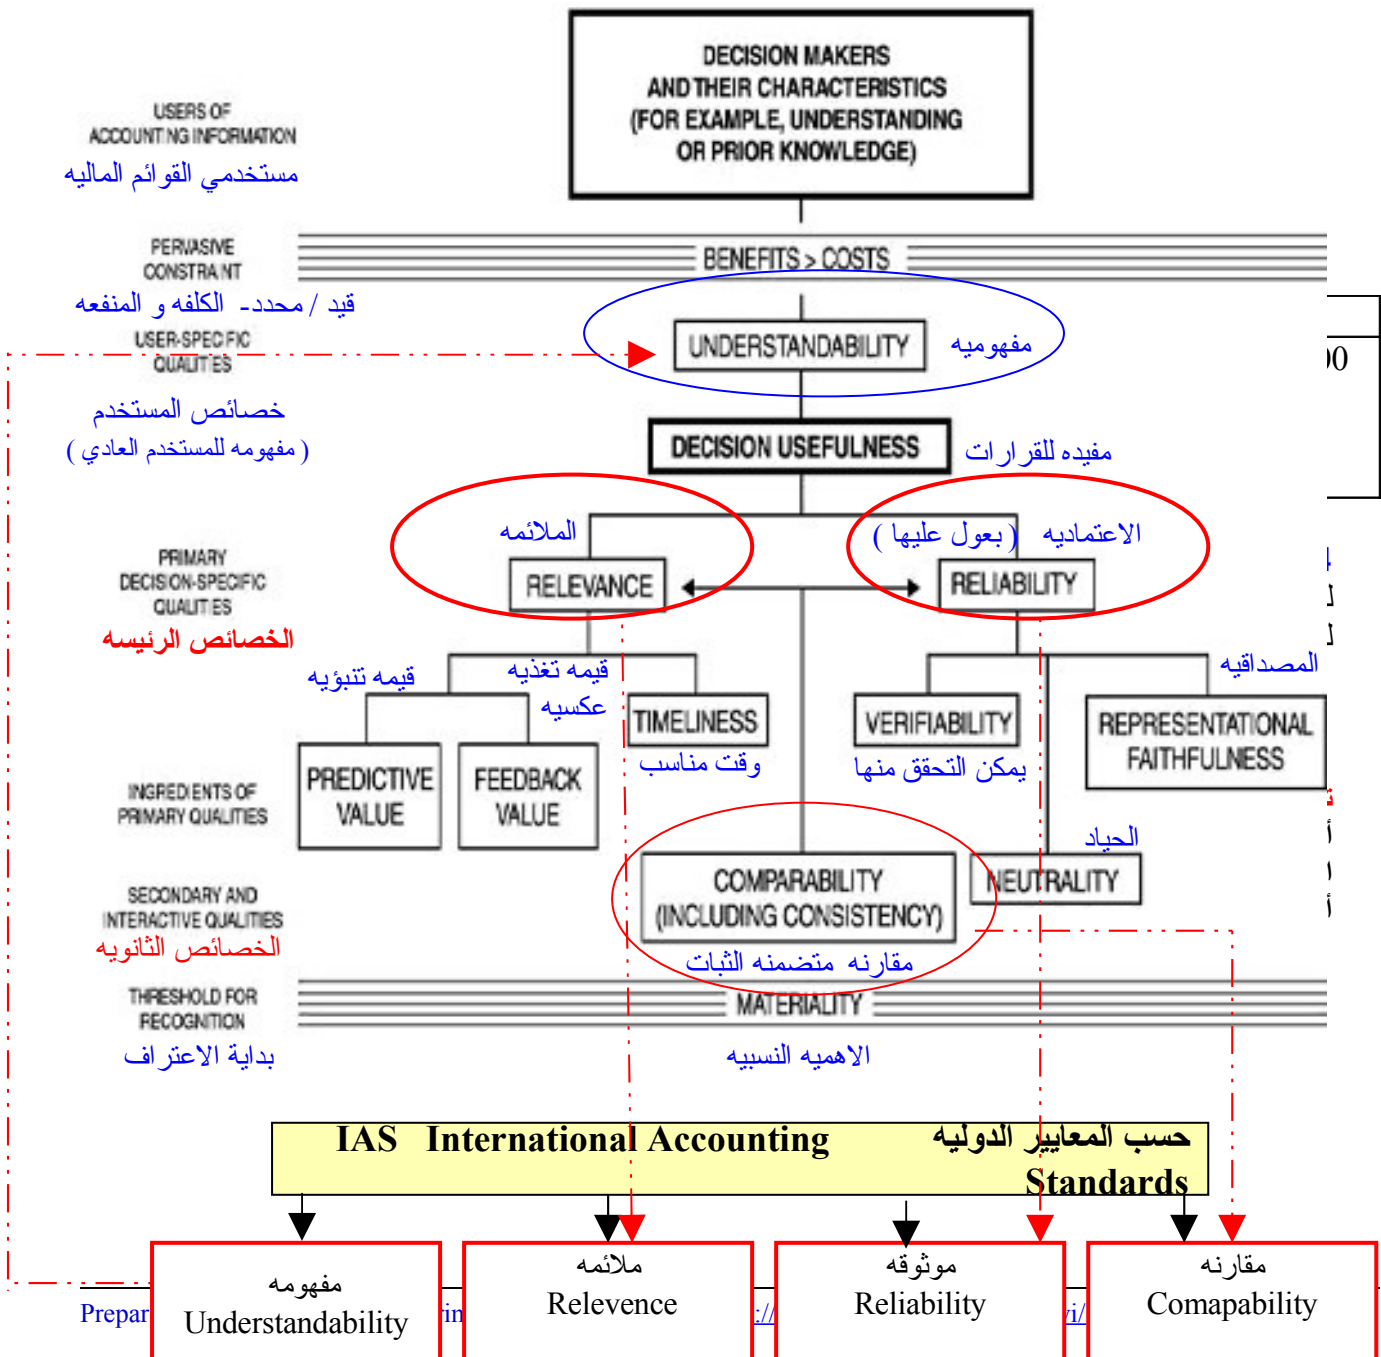 DECISION MAKERS
AND THEIR CHARACTERISTICS
(FOR EXAMPLE, UNDERSTANDING
OR PRIOR KNOWLEDGE)
USERS OF
ACCOUNTING INFORMATION
مستخدمي القوائم الماليه
PERVASIVE
CONSTRAINT
BENEFITS > COSTS
قيد / محدد- الكلفه و المنفعه
USER-SPECIFIC
QUALITIES
UNDERSTANDABILITY
مفهوميه
00
خصائص المستخدم
( مفهومه للمستخدم العادي )
DECISION USEFULNESS
مفيده للقرارات
الملائمه
الاعتماديه ( بعول عليها )
PRIMARY
DECISION-SPECIFIC
QUALITIES
RELEVANCE
RELIABILITY
الخصائص الرئيسه
قيمه تنبؤيه
قيمه تغذيه
عكسيه
المصداقيه
TIMELINESS
VERIFIABILITY
REPRESENTATIONAL
FAITHFULNESS
وقت مناسب
يمكن التحقق منها
PREDICTIVE
VALUE
FEEDBACK
VALUE
INGREDIENTS OF
PRIMARY QUALITIES
الحياد
COMPARABILITY
(INCLUDING CONSISTENCY)
NEUTRALITY
SECONDARY AND
INTERACTIVE QUALITIES
الخصائص الثانويه
مقارنه متضمنه الثبات
THRESHOLD FOR
RECOGNITION
MATERIALITY
بداية الاعتراف
الاهميه النسبيه
حسب المعايير الدوليه IAS International Accounting
Standards
مفهومه
Understandability
ملائمه
Relevence
موثوقه
Reliability
مقارنه
Comapability
Prepar
rin
://
vi/